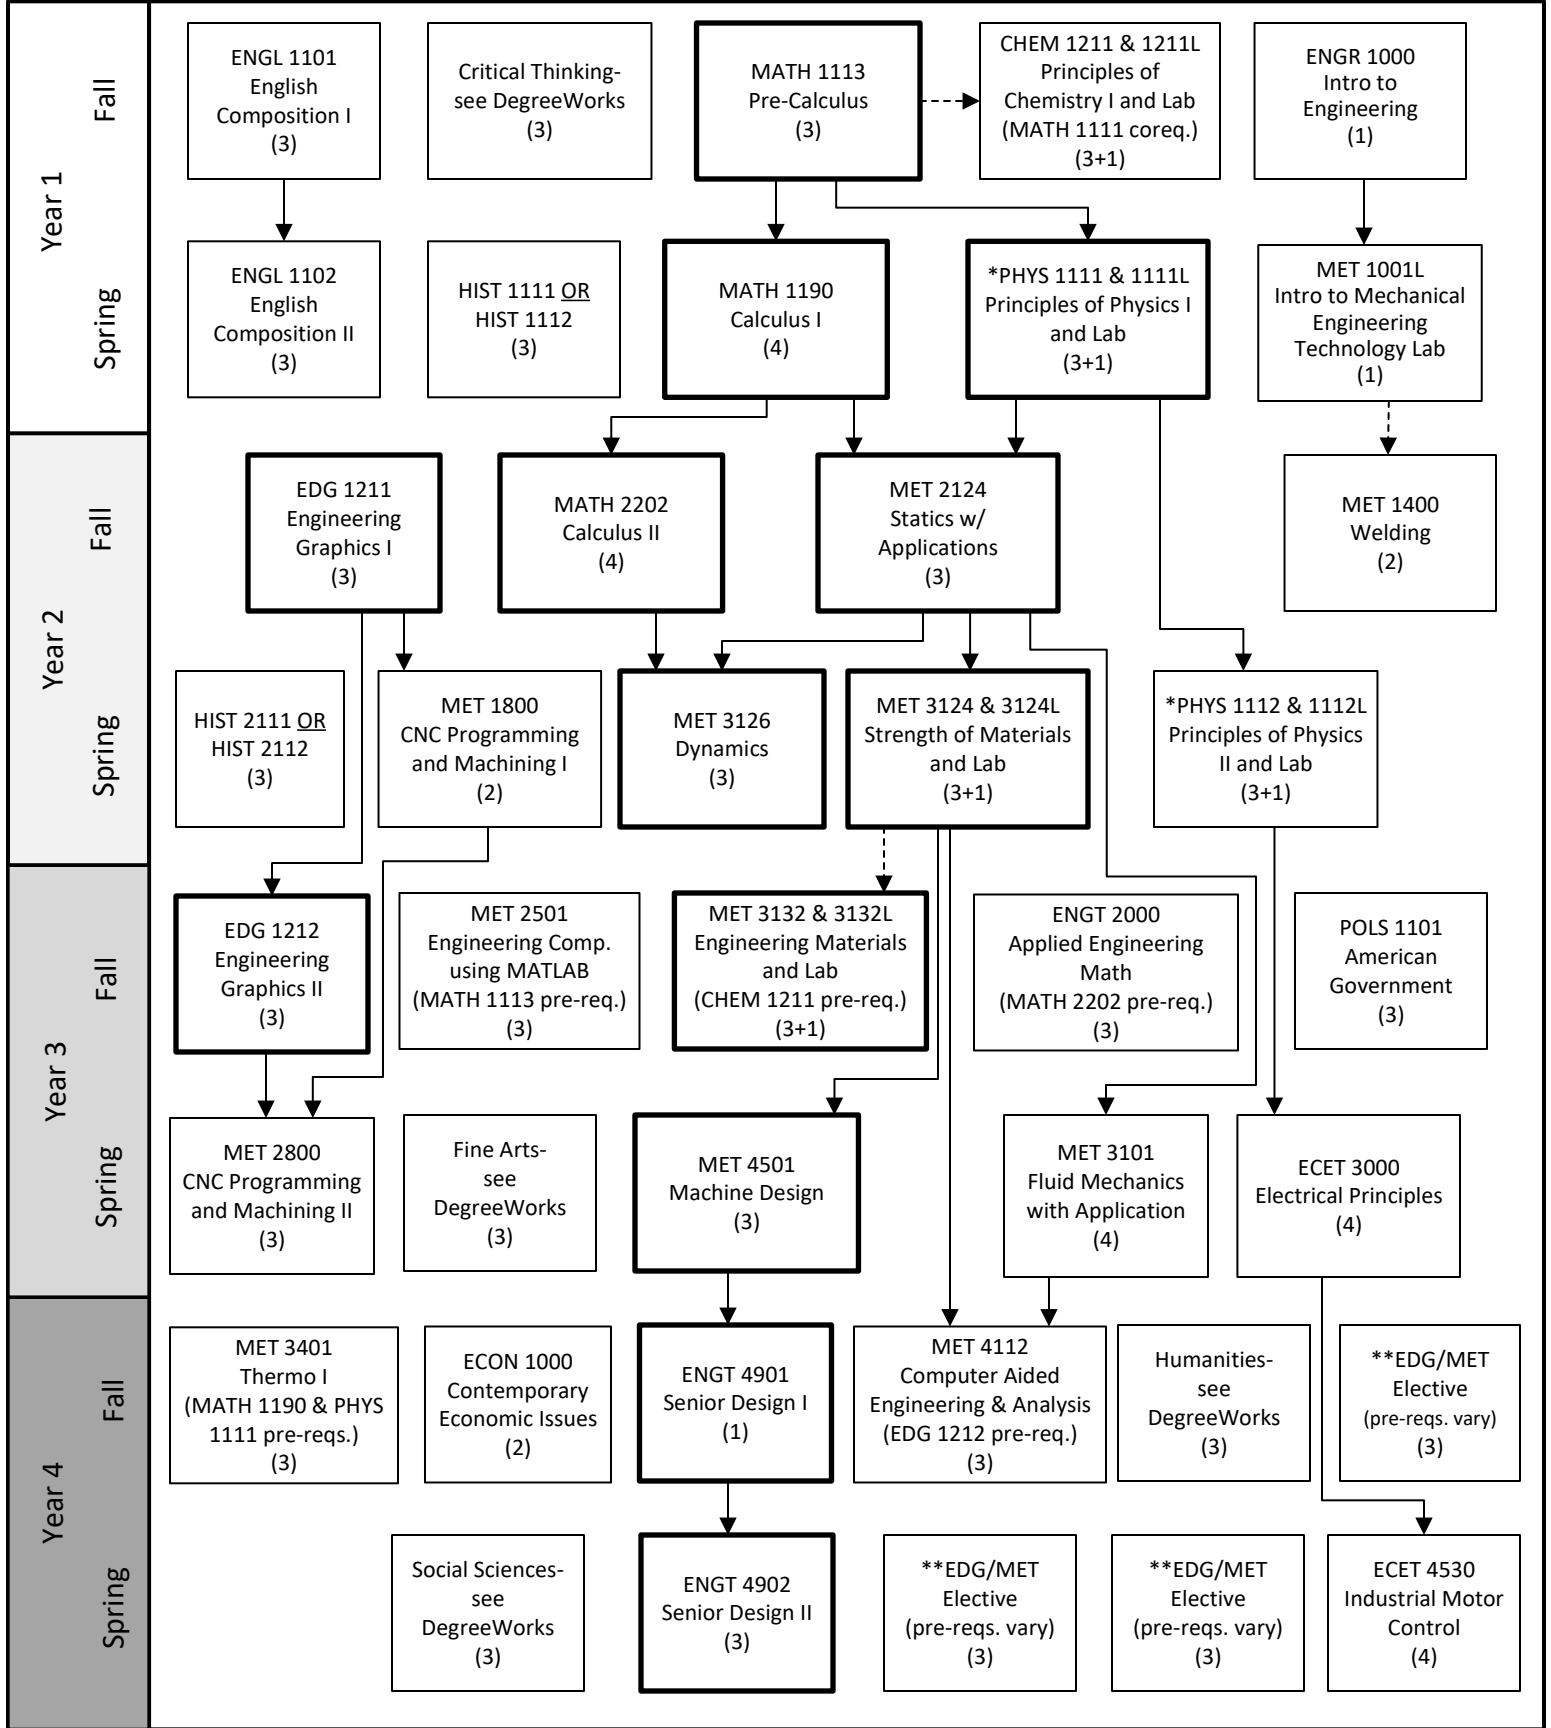 Year 1
Fall
ENGL 1101
English
Composition I
(3)
Critical Thinking-
see DegreeWorks
(3)
MATH 1113
Pre-Calculus
(3)
CHEM 1211 & 1211L
Principles of
Chemistry I and Lab
(MATH 1111 coreq.)
(3+1)
ENGR 1000
Intro to
Engineering
(1)
Spring
ENGL 1102
English
Composition II
(3)
HIST 1111 OR
HIST 1112
(3)
MATH 1190
Calculus I
(4)
*PHYS 1111 & 1111L
Principles of Physics I
and Lab
(3+1)
MET 1001L
Intro to Mechanical
Engineering
Technology Lab
(1)
Year 2
Fall
EDG 1211
Engineering
Graphics I
(3)
MATH 2202
Calculus II
(4)
MET 2124
Statics w/
Applications
(3)
MET 1400
Welding
(2)
Spring
HIST 2111 OR
HIST 2112
(3)
MET 1800
CNC Programming
and Machining I
(2)
MET 3126
Dynamics
(3)
MET 3124 & 3124L
Strength of Materials
and Lab
(3+1)
*PHYS 1112 & 1112L
Principles of Physics
II and Lab
(3+1)
Year 3
Fall
EDG 1212
Engineering
Graphics II
(3)
MET 2501
Engineering Comp.
using MATLAB
(MATH 1113 pre-req.)
(3)
MET 3132 & 3132L
Engineering Materials
and Lab
(CHEM 1211 pre-req.)
(3+1)
ENGT 2000
Applied Engineering
Math
(MATH 2202 pre-req.)
(3)
POLS 1101
American
Government
(3)
Spring
MET 2800
CNC Programming
and Machining II
(3)
Fine Arts-
see
DegreeWorks
(3)
MET 4501
Machine Design
(3)
MET 3101
Fluid Mechanics
with Application
(4)
ECET 3000
Electrical Principles
(4)
Year 4
Fall
MET 3401
Thermo I
(MATH 1190 & PHYS
1111 pre-reqs.)
(3)
ECON 1000
Contemporary
Economic Issues
(2)
ENGT 4901
Senior Design I
(1)
MET 4112
Computer Aided
Engineering & Analysis
(EDG 1212 pre-req.)
(3)
Humanities-
see
DegreeWorks
(3)
**EDG/MET
Elective
(pre-reqs. vary)
(3)
Spring
Social Sciences-
see
DegreeWorks
(3)
ENGT 4902
Senior Design II
(3)
**EDG/MET
Elective
(pre-reqs. vary)
(3)
**EDG/MET
Elective
(pre-reqs. vary)
(3)
ECET 4530
Industrial Motor
Control
(4)